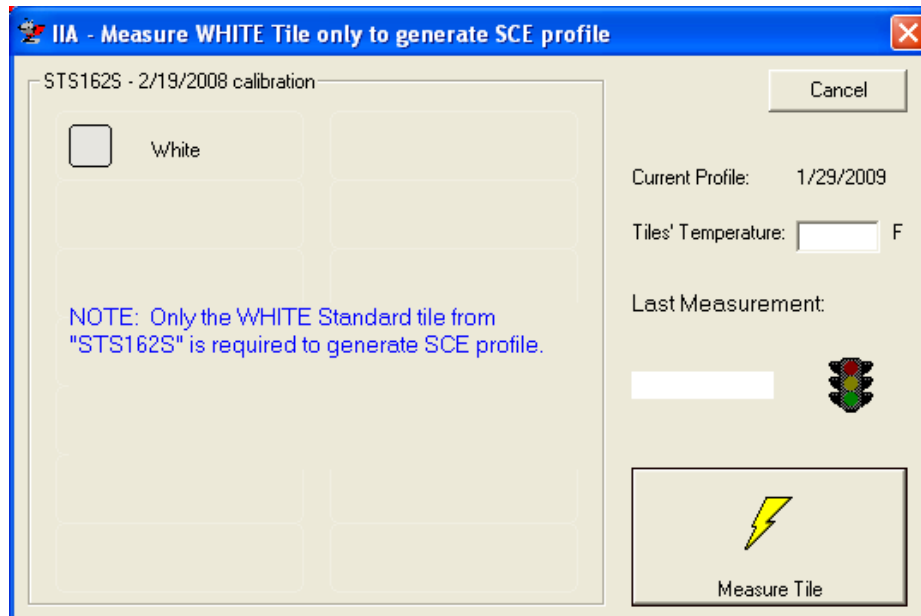 IIA - Measure WHITE Tile only to generate SCE profile
STS162S - 2/19/2008 calibration
Cancel
White
Current Profile: 1/29/2009
Tiles' Temperature: F
Last Measurement:
NOTE: Only the WHITE Standard tile from
"STS162S" is required to generate SCE profile.
Measure Tile